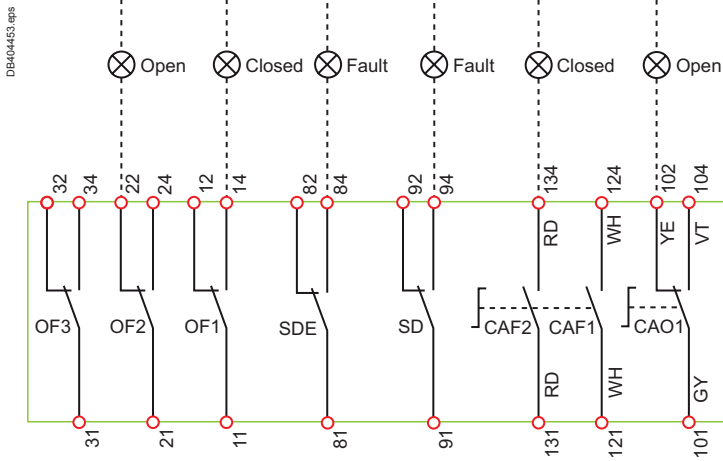 DB404453.eps
Open Closed Fault Fault Closed Open
32 34 22 24 12 14 82 84 92 94 134 124 102 104
RD WH YE VT
OF3 OF2 OF1 SDE SD CAF2 CAF1 CAO1
RD WH GY
31 21 11 81 91 131 121 101